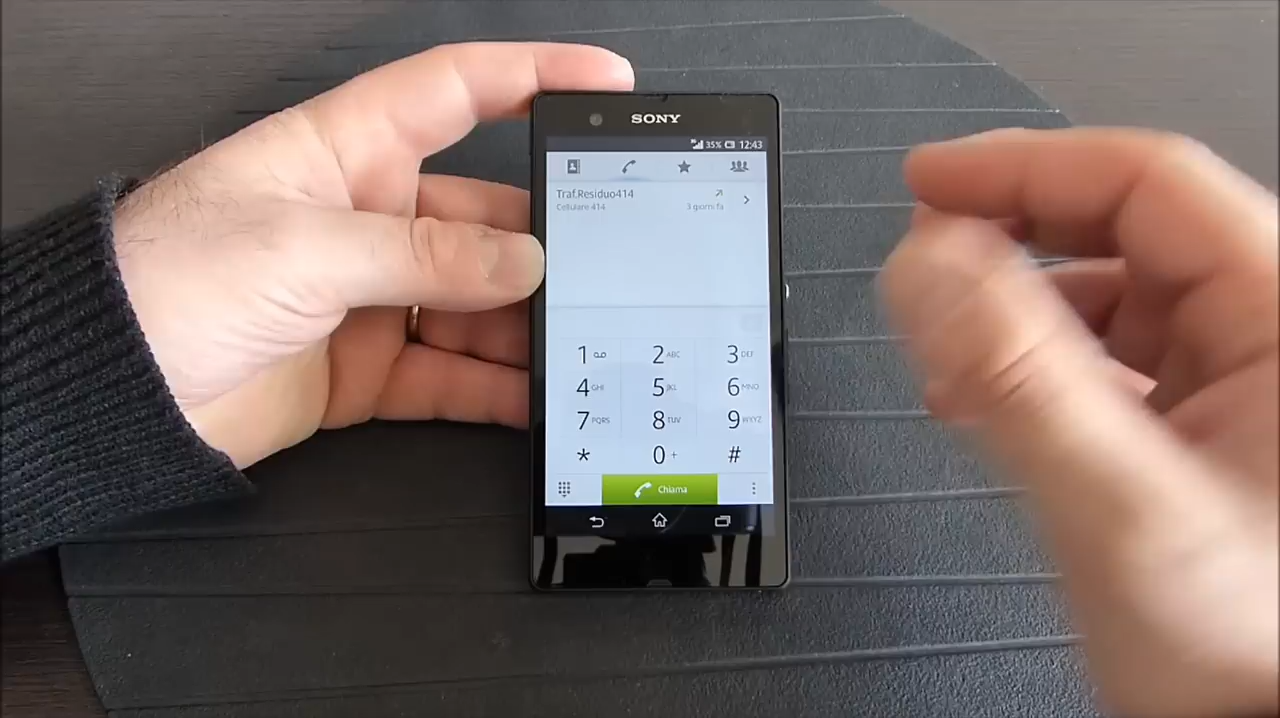 SONY
35% 12:43
Traf.Residuo414
Cellulare 414 3 giorni fa
1 2 ABC 3 DEF
4 GHI 5 JKL 6 MNO
7 PQRS 8 TUV 9 WXYZ
* 0 + #
Chiama